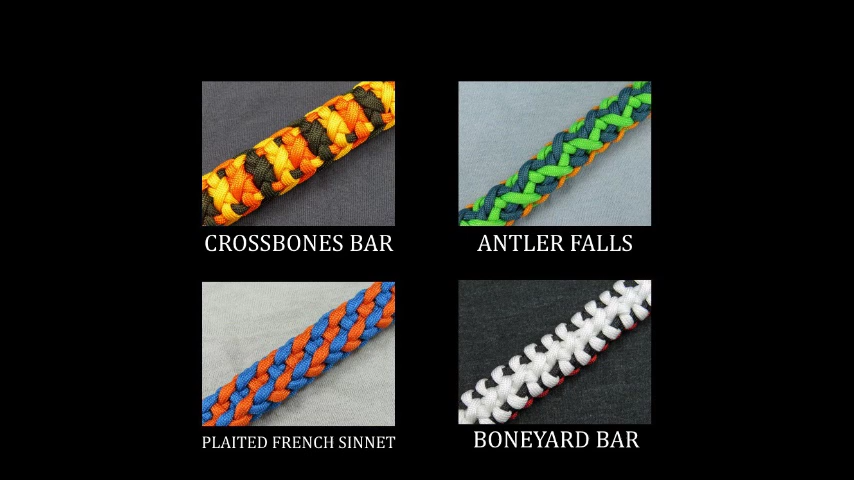 CROSSBONES BAR
ANTLER FALLS
PLAITED FRENCH SINNET
BONEYARD BAR